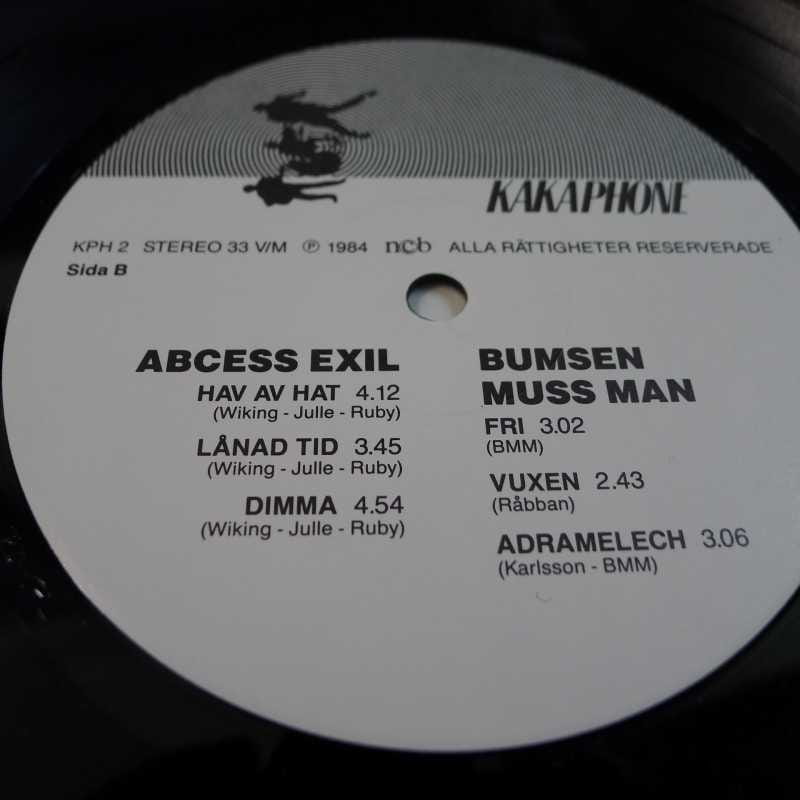 KAKAPHONE
KPH 2 STEREO 33 V/M ℗ 1984 ncb ALLA RÄTTIGHETER RESERVERADE
Sida B
ABCESS EXIL
HAV AV HAT 4.12
(Wiking - Julle - Ruby)
LÅNAD TID 3.45
(Wiking - Julle - Ruby)
DIMMA 4.54
(Wiking - Julle - Ruby)
BUMSEN
MUSS MAN
FRI 3.02
(BMM)
VUXEN 2.43
(Råbban)
ADRAMELECH 3.06
(Karlsson - BMM)